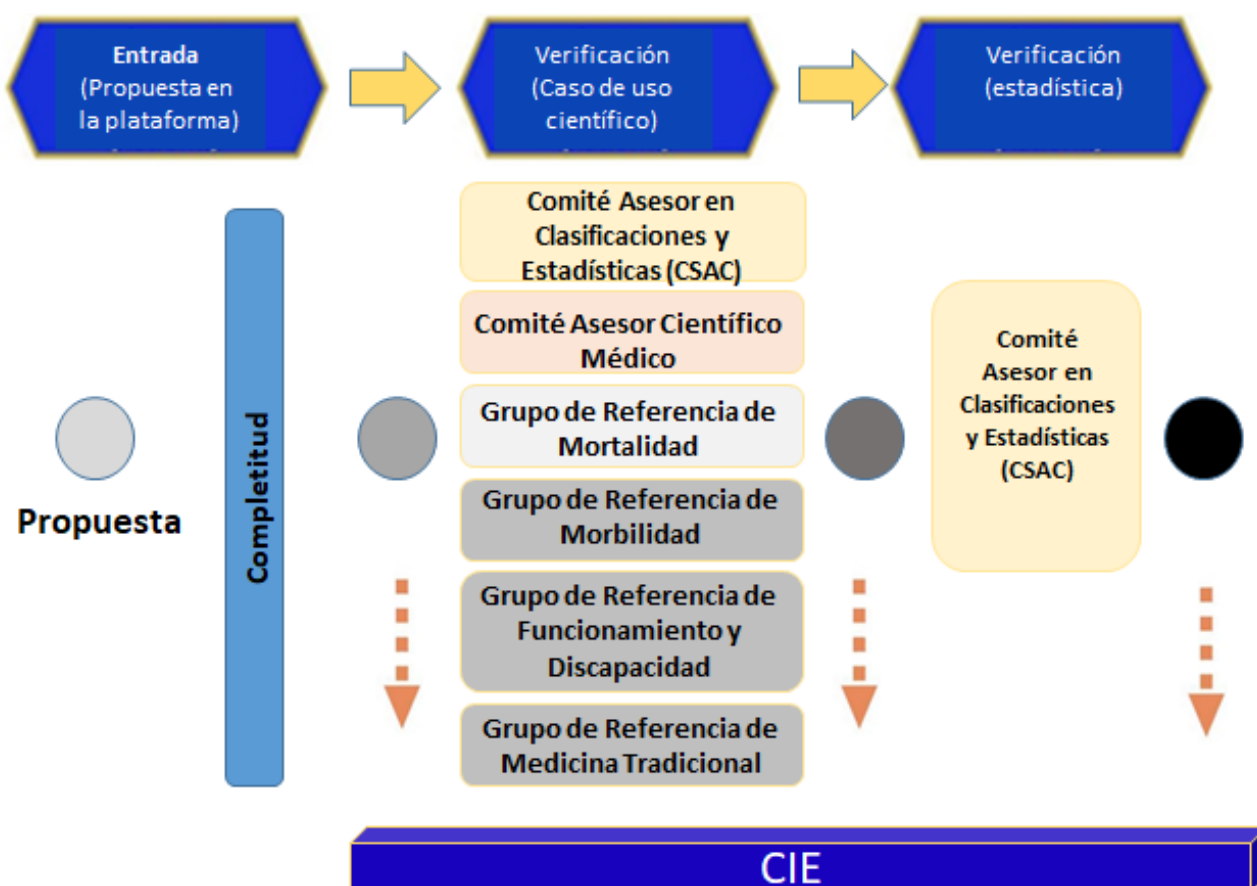 Entrada
(Propuesta en
la plataforma)
Verificación
(Caso de uso
científico)
Verificación
(estadística)
Comité Asesor en
Clasificaciones y
Estadísticas (CSAC)
Comité Asesor Científico
Médico
Grupo de Referencia de
Mortalidad
Grupo de Referencia de
Morbilidad
Grupo de Referencia de
Funcionamiento y
Discapacidad
Grupo de Referencia de
Medicina Tradicional
Comité
Asesor en
Clasificaciones
y Estadísticas
(CSAC)
Propuesta
Completitud
CIE